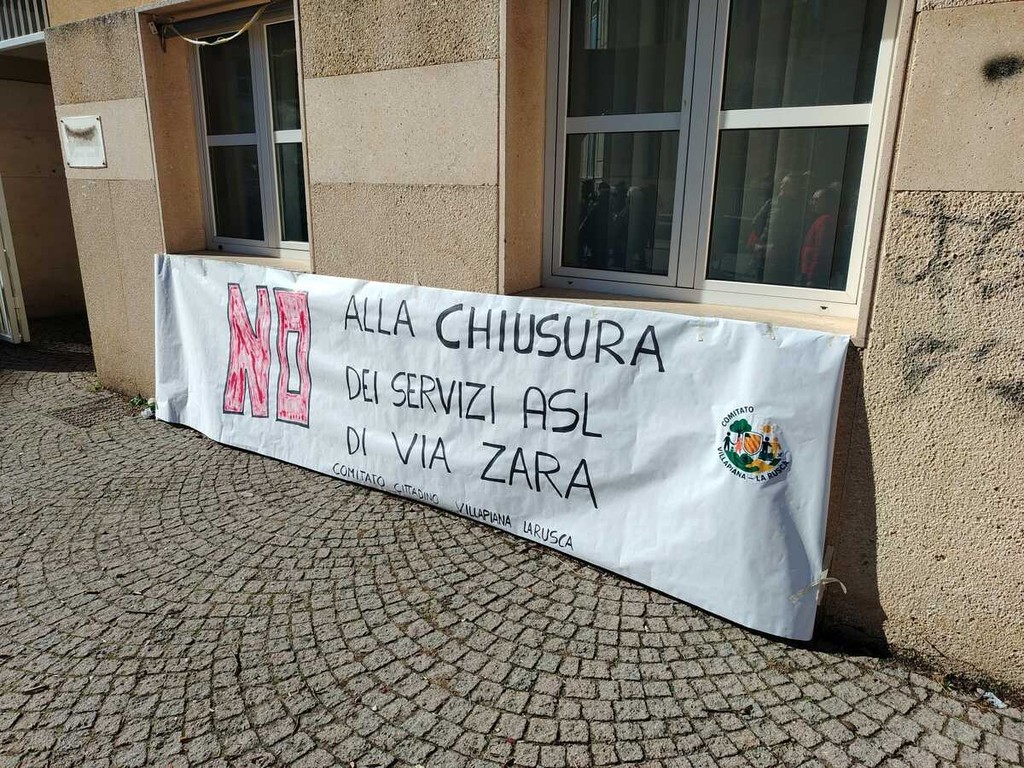 NO
ALLA CHIUSURA
DEI SERVIZI ASL
DI VIA ZARA
COMITATO CITTADINO VILLAPIANA LARUSCA
COMITATO
VILLAPIANA - LA RUSCA